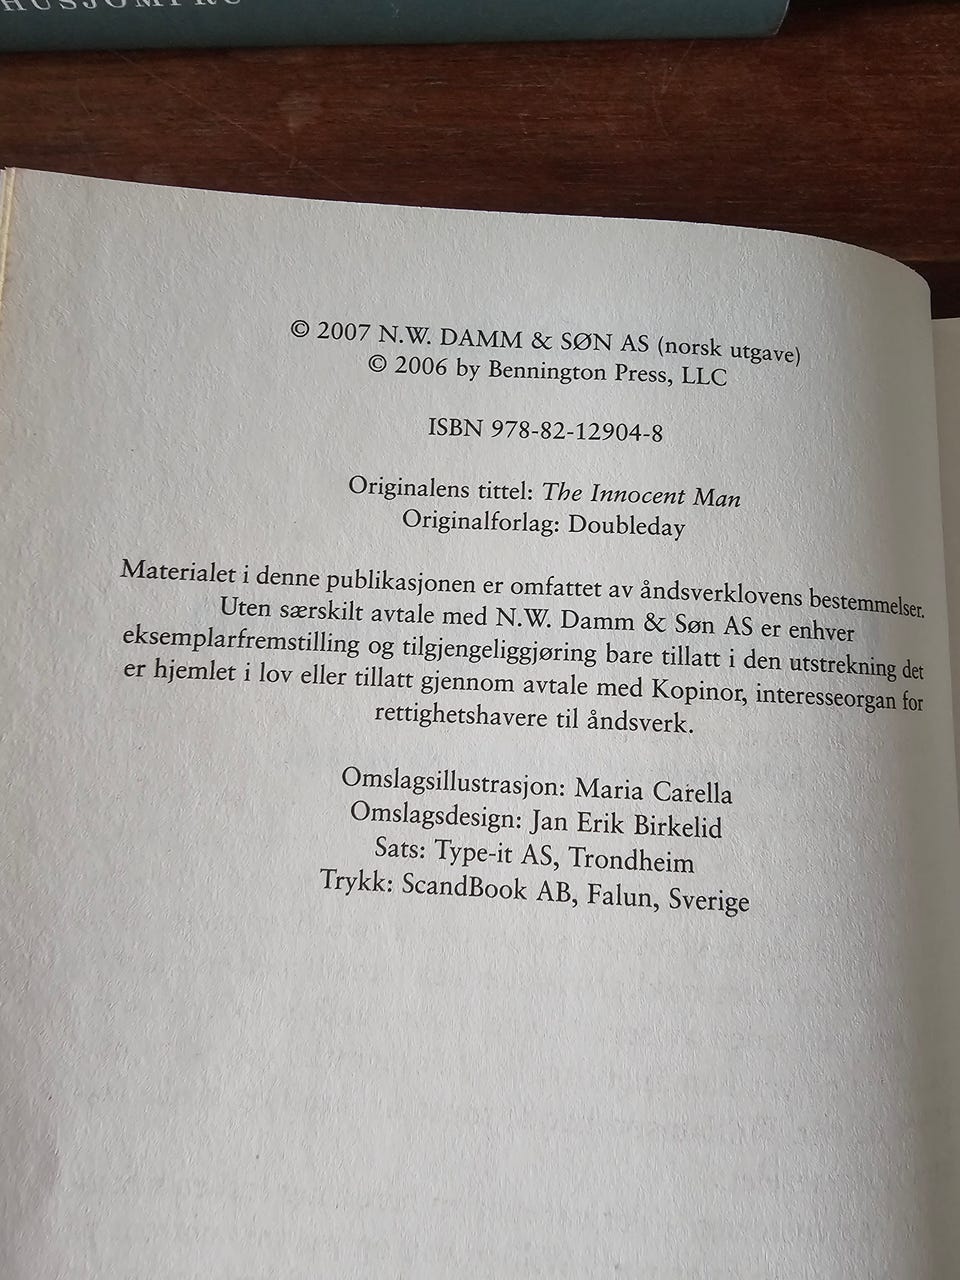 HUSJOMFRU
© 2007 N.W. DAMM & SØN AS (norsk utgave)
© 2006 by Bennington Press, LLC
ISBN 978-82-12904-8
Originalens tittel: The Innocent Man
Originalforlag: Doubleday
Materialet i denne publikasjonen er omfattet av åndsverklovens bestemmelser.
Uten særskilt avtale med N.W. Damm & Søn AS er enhver
eksemplarfremstilling og tilgjengeliggjøring bare tillatt i den utstrekning det
er hjemlet i lov eller tillatt gjennom avtale med Kopinor, interesseorgan for
rettighetshavere til åndsverk.
Omslagsillustrasjon: Maria Carella
Omslagsdesign: Jan Erik Birkelid
Sats: Type-it AS, Trondheim
Trykk: ScandBook AB, Falun, Sverige